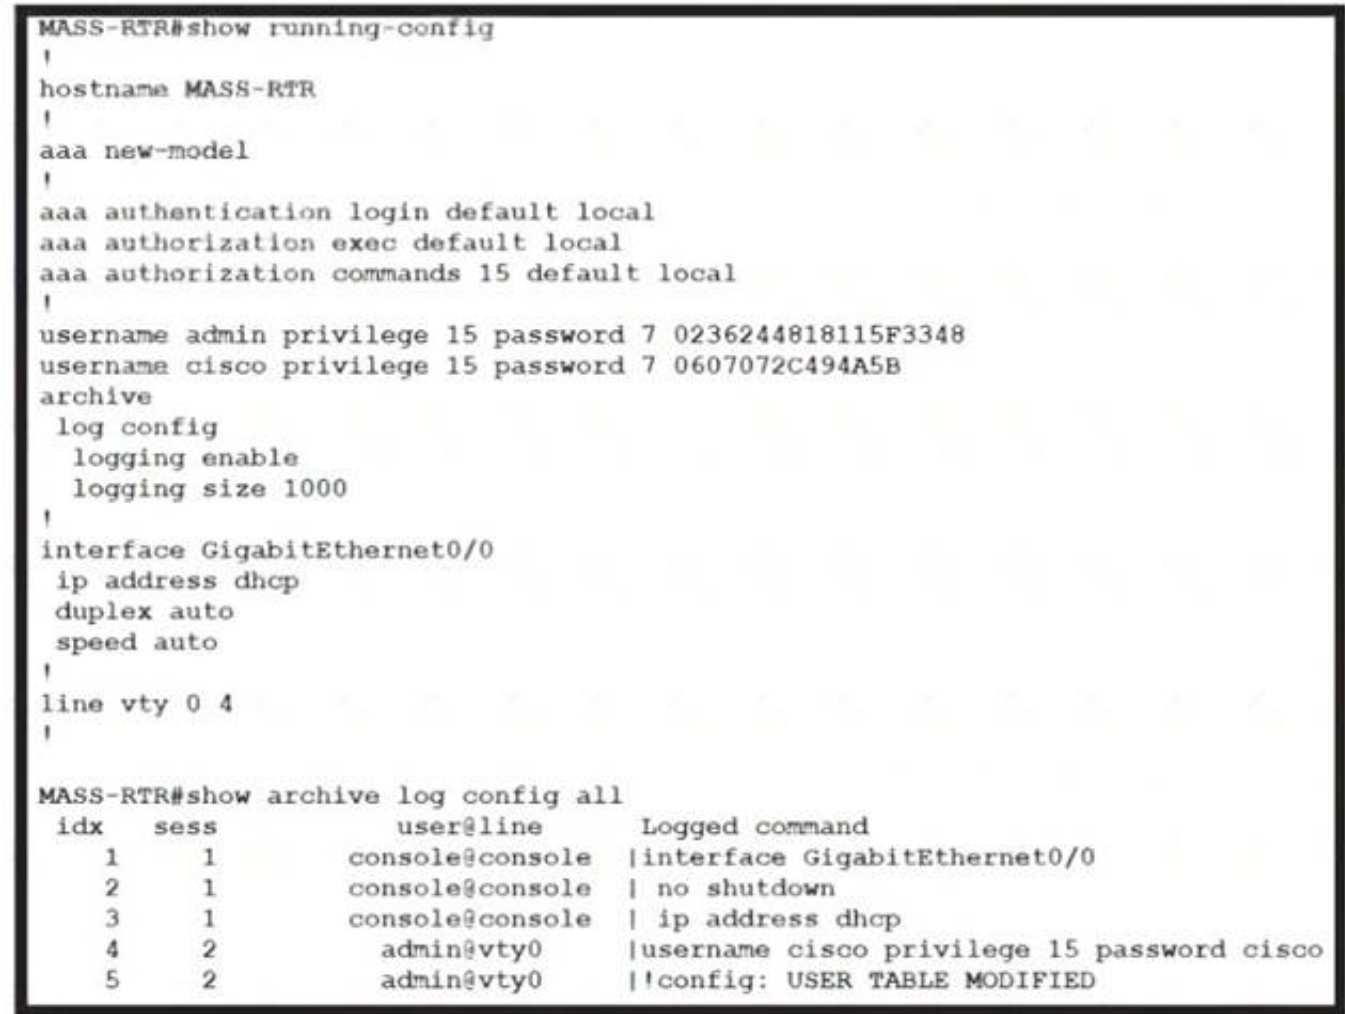 MASS-RTR#show running-config
!
hostname MASS-RTR
!
aaa new-model
!
aaa authentication login default local
aaa authorization exec default local
aaa authorization commands 15 default local
!
username admin privilege 15 password 7 0236244818115F3348
username cisco privilege 15 password 7 0607072C494A5B
archive
 log config
  logging enable
  logging size 1000
!
interface GigabitEthernet0/0
 ip address dhcp
 duplex auto
 speed auto
!
line vty 0 4
!
MASS-RTR#show archive log config all
 idx   sess           user@line      Logged command
    1     1        console@console  |interface GigabitEthernet0/0
    2     1        console@console  | no shutdown
    3     1        console@console  | ip address dhcp
    4     2          admin@vty0     |username cisco privilege 15 password cisco
    5     2          admin@vty0     |!config: USER TABLE MODIFIED